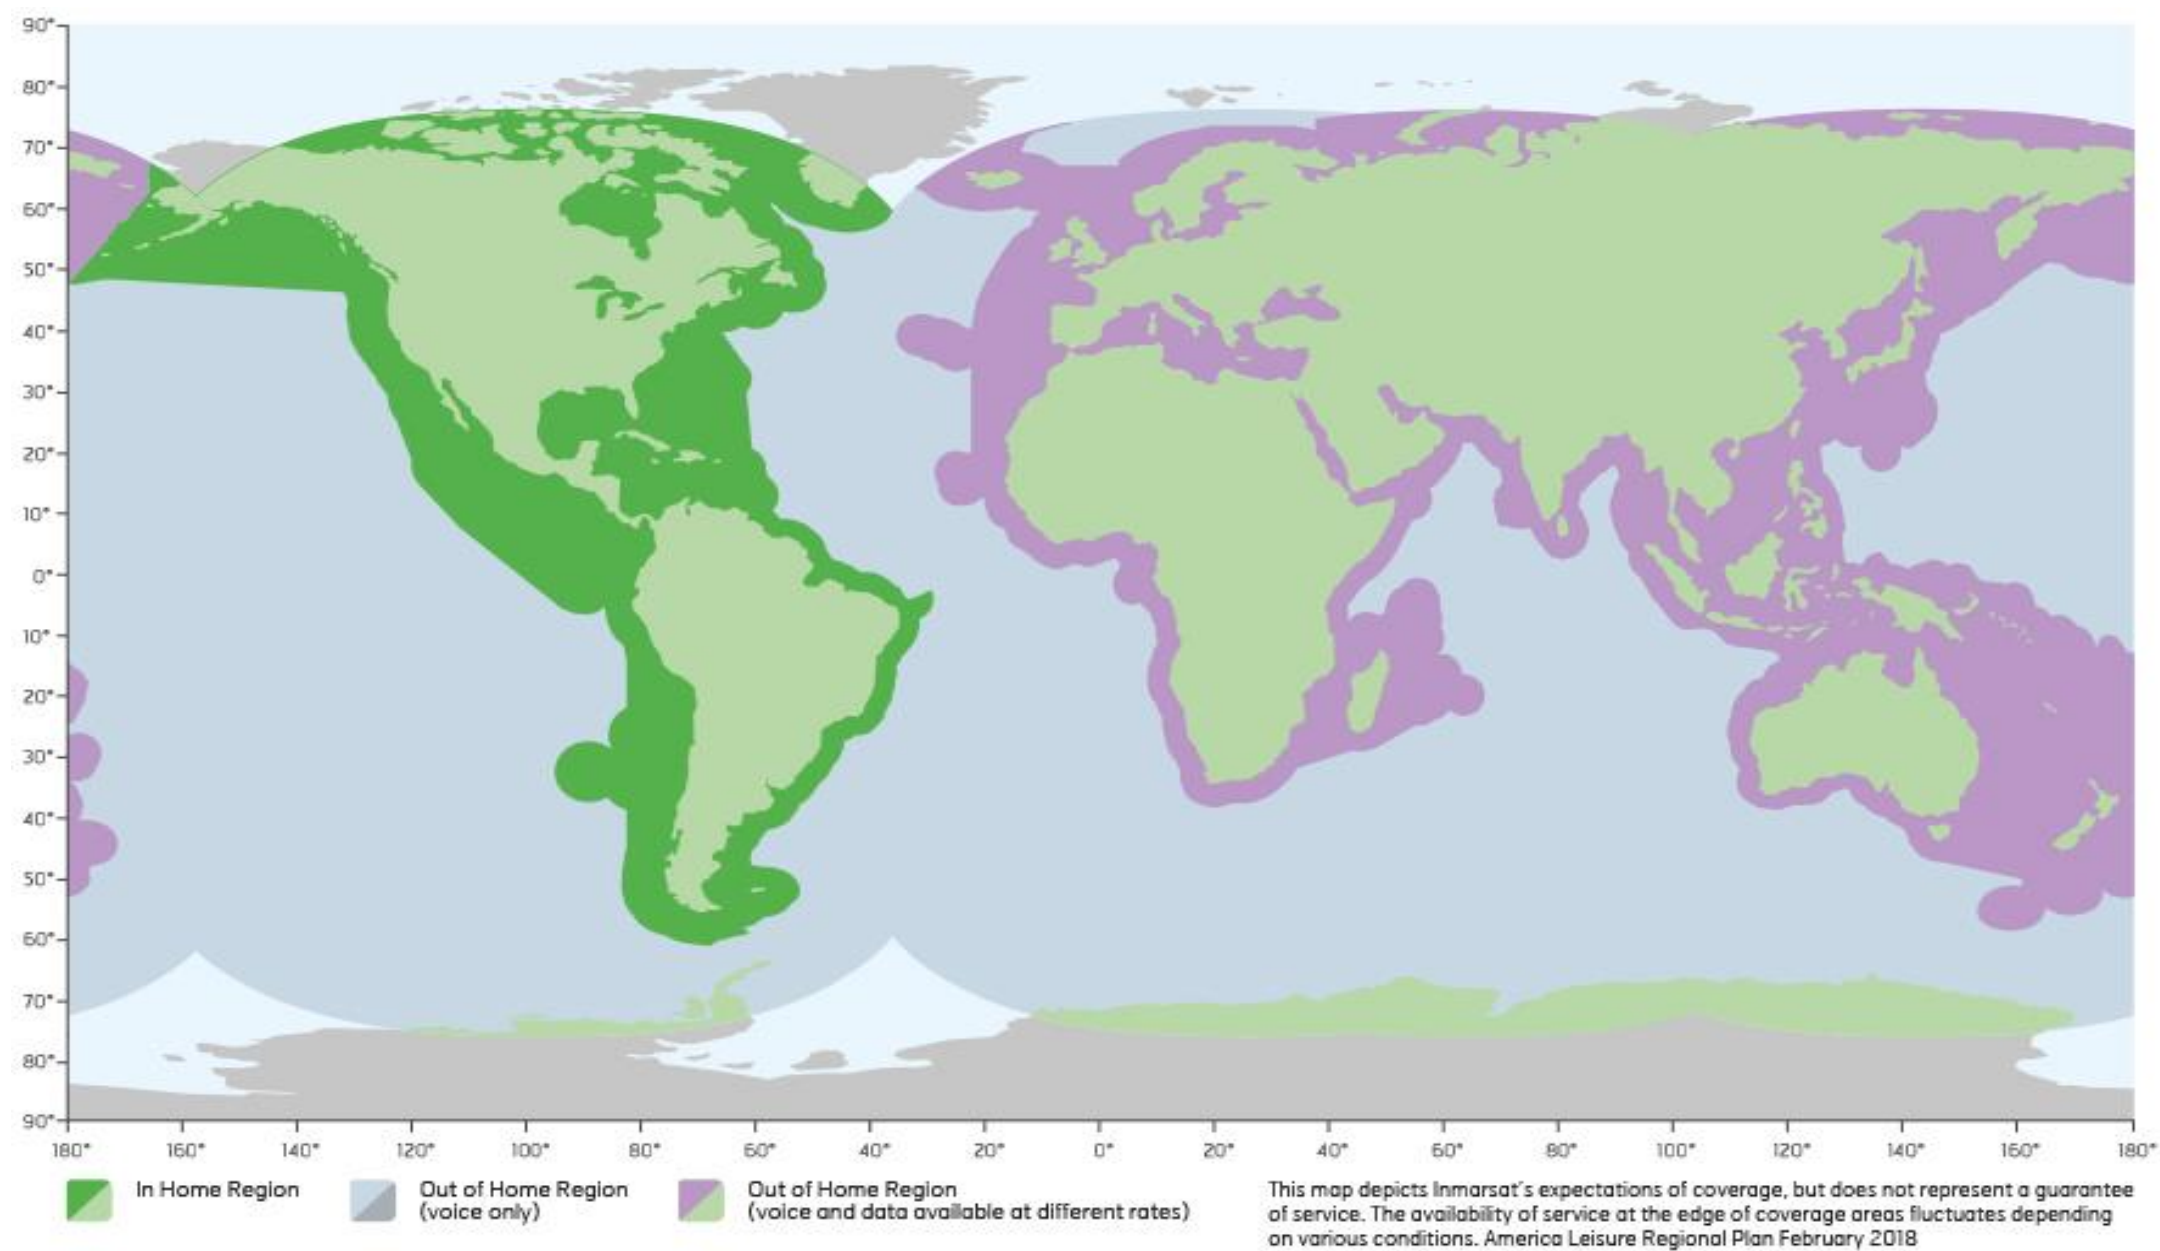 90°
80°
70°
60°
50°
40°
30°
20°
10°
0°
10°
20°
30°
40°
50°
60°
70°
80°
90°
180° 160° 140° 120° 100° 80° 60° 40° 20° 0° 20° 40° 60° 80° 100° 120° 140° 160° 180°
In Home Region
Out of Home Region
(voice only)
Out of Home Region
(voice and data available at different rates)
This map depicts Inmarsat's expectations of coverage, but does not represent a guarantee
of service. The availability of service at the edge of coverage areas fluctuates depending
on various conditions. America Leisure Regional Plan February 2018